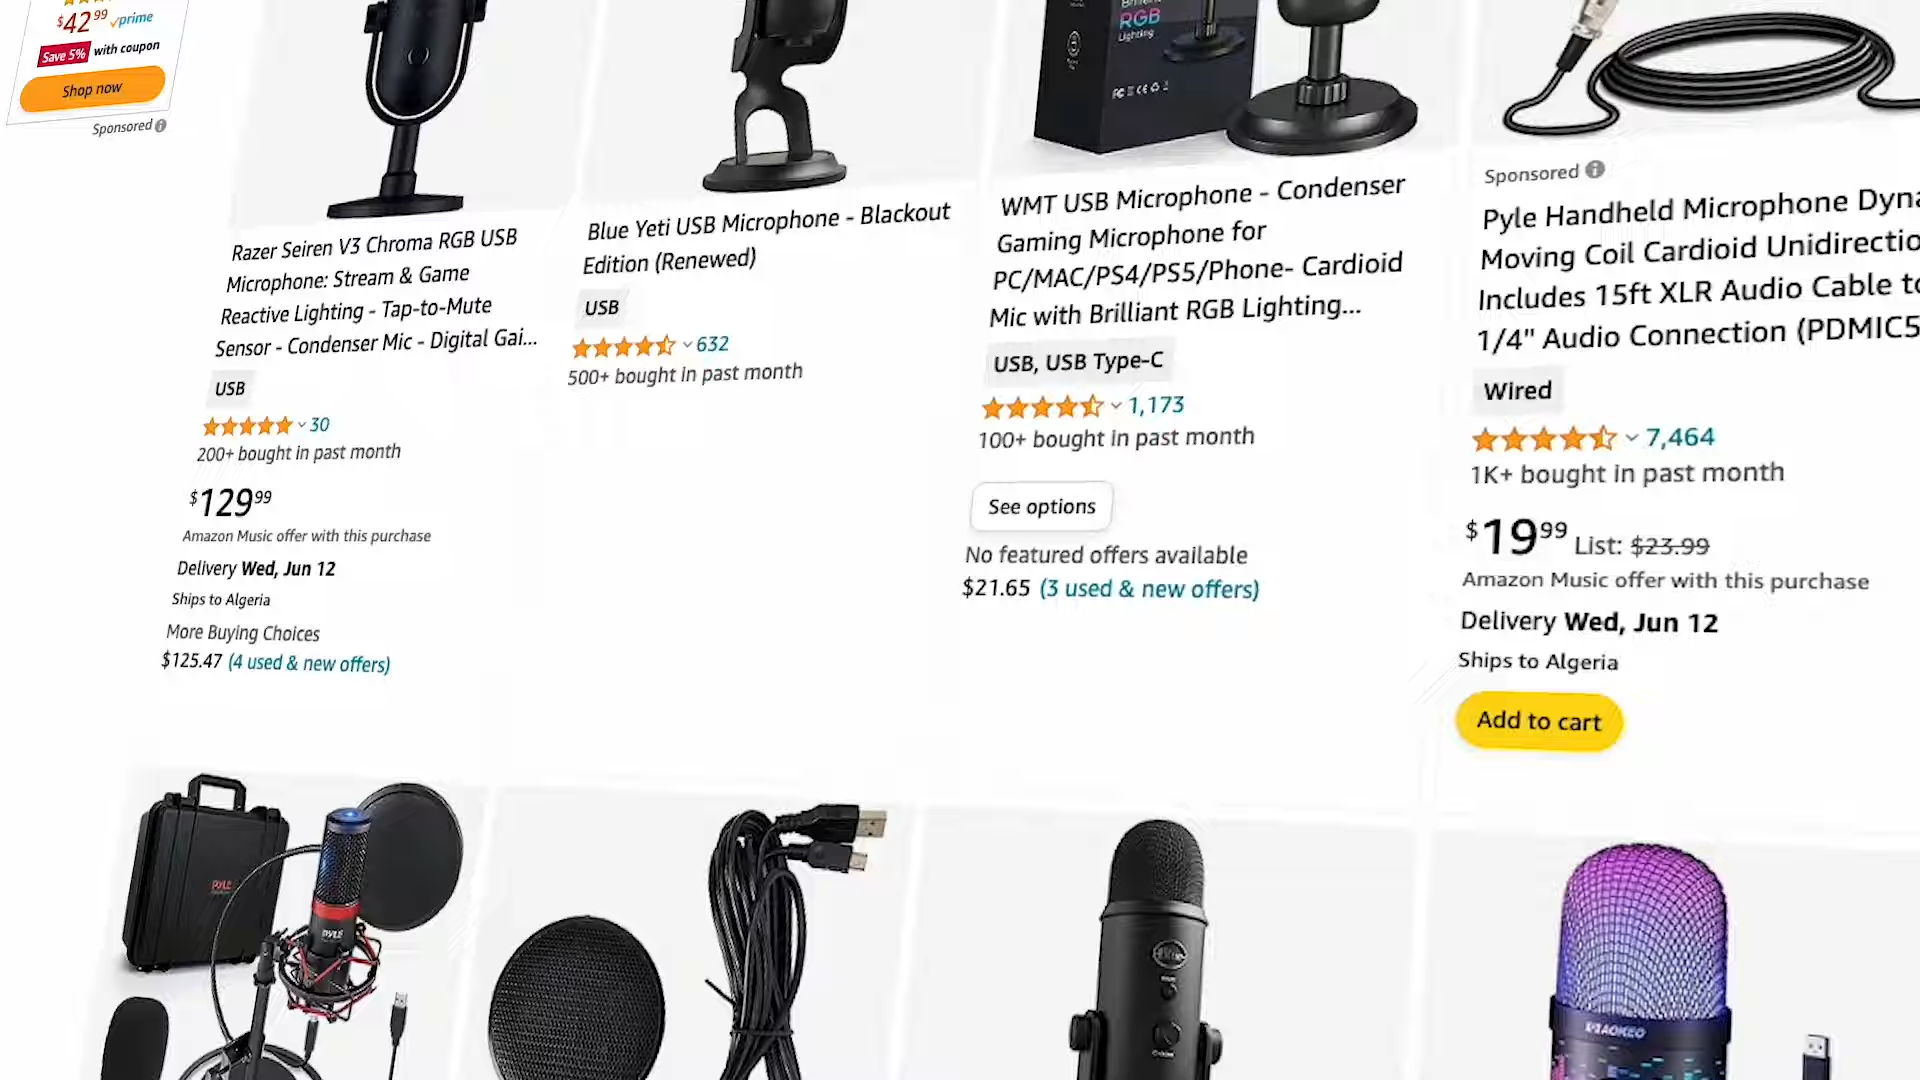 $42 99 prime
Save 5% with coupon
Shop now
Sponsored
Razer Seiren V3 Chroma RGB USB
Microphone: Stream & Game
Reactive Lighting - Tap-to-Mute
Sensor - Condenser Mic - Digital Gai...
USB
30
200+ bought in past month
$129 99
Amazon Music offer with this purchase
Delivery Wed, Jun 12
Ships to Algeria
More Buying Choices
$125.47 (4 used & new offers)
Blue Yeti USB Microphone - Blackout
Edition (Renewed)
USB
632
500+ bought in past month
RGB
Lighting
WMT USB Microphone - Condenser
Gaming Microphone for
PC/MAC/PS4/PS5/Phone- Cardioid
Mic with Brilliant RGB Lighting...
USB, USB Type-C
1,173
100+ bought in past month
See options
No featured offers available
$21.65 (3 used & new offers)
Sponsored
Pyle Handheld Microphone Dyna
Moving Coil Cardioid Unidirectio
Includes 15ft XLR Audio Cable to
1/4" Audio Connection (PDMIC5
Wired
7,464
1K+ bought in past month
$19 99 List: $23.99
Amazon Music offer with this purchase
Delivery Wed, Jun 12
Ships to Algeria
Add to cart
PYLE
PYLE